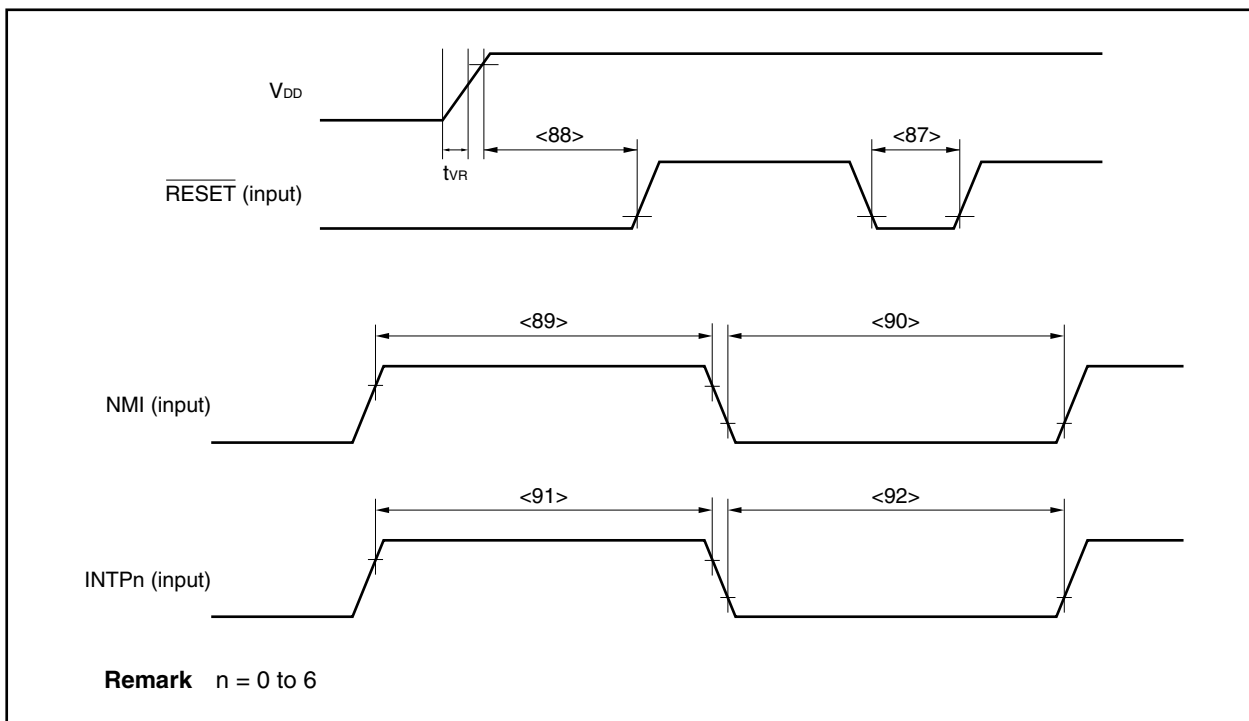 VDD
<88>
<87>
tVR
RESET (input)
<89>
<90>
NMI (input)
<91>
<92>
INTPn (input)
Remark n = 0 to 6